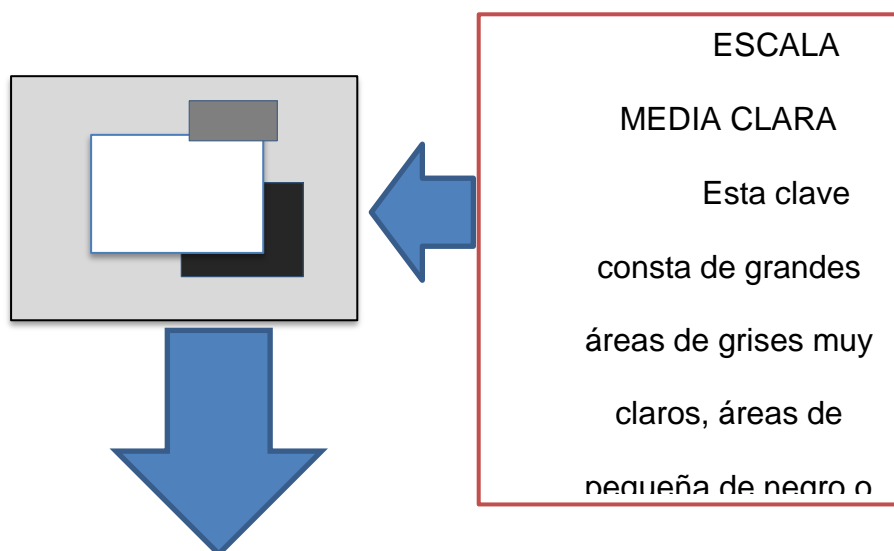 ESCALA
MEDIA CLARA
Esta clave
consta de grandes
áreas de grises muy
claros, áreas de
pequeña de negro o